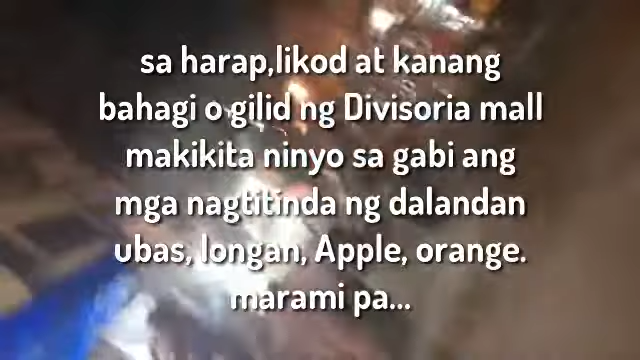 sa harap,likod at kanang
bahagi o gilid ng Divisoria mall
makikita ninyo sa gabi ang
mga nagtitinda ng dalandan
ubas, longan, Apple, orange.
marami pa...